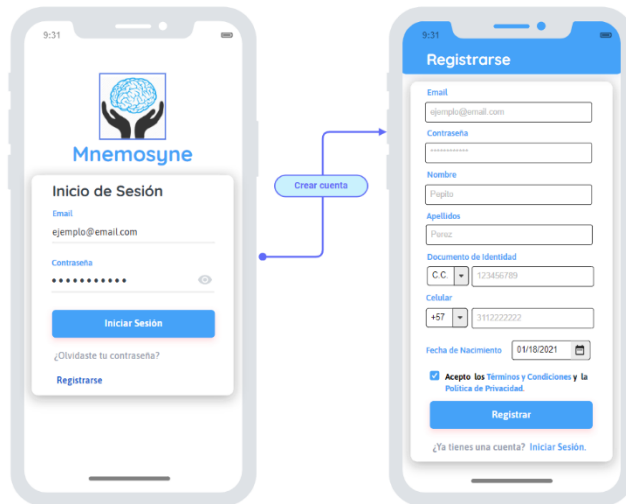 9:31
Mnemosyne
Inicio de Sesión
Email
ejemplo@email.com
Contraseña
Iniciar Sesión
¿Olvidaste tu contraseña?
Registrarse
Crear cuenta
9:31
Registrarse
Email
ejemplo@email.com
Contraseña
************
Nombre
Pepito
Apellidos
Perez
Documento de Identidad
C.C. 123456789
Celular
+57 3112222222
Fecha de Nacimiento 01/18/2021
Acepto los Términos y Condiciones y la
Política de Privacidad.
Registrar
¿Ya tienes una cuenta? Iniciar Sesión.